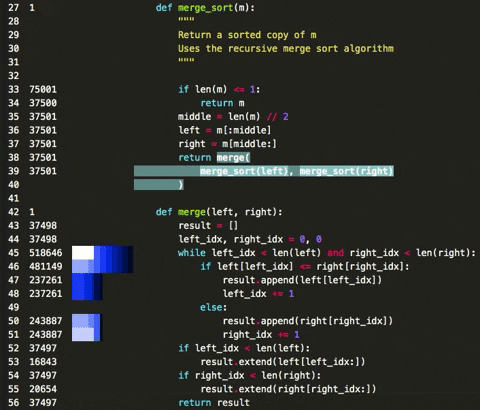 27 1 def merge_sort(m):
28 """
29 Return a sorted copy of m
30 Uses the recursive merge sort algorithm
31 """
32
33 75001 if len(m) <= 1:
34 37500 return m
35 37501 middle = len(m) // 2
36 37501 left = m[:middle]
37 37501 right = m[middle:]
38 37501 return merge(
39 37501 merge_sort(left), merge_sort(right)
40 )
41
42 1 def merge(left, right):
43 37498 result = []
44 37498 left_idx, right_idx = 0, 0
45 518646 while left_idx < len(left) and right_idx < len(right):
46 481149 if left[left_idx] <= right[right_idx]:
47 237261 result.append(left[left_idx])
48 237261 left_idx += 1
49 else:
50 243887 result.append(right[right_idx])
51 243887 right_idx += 1
52 37497 if left_idx < len(left):
53 16843 result.extend(left[left_idx:])
54 37497 if right_idx < len(right):
55 20654 result.extend(right[right_idx:])
56 37497 return result